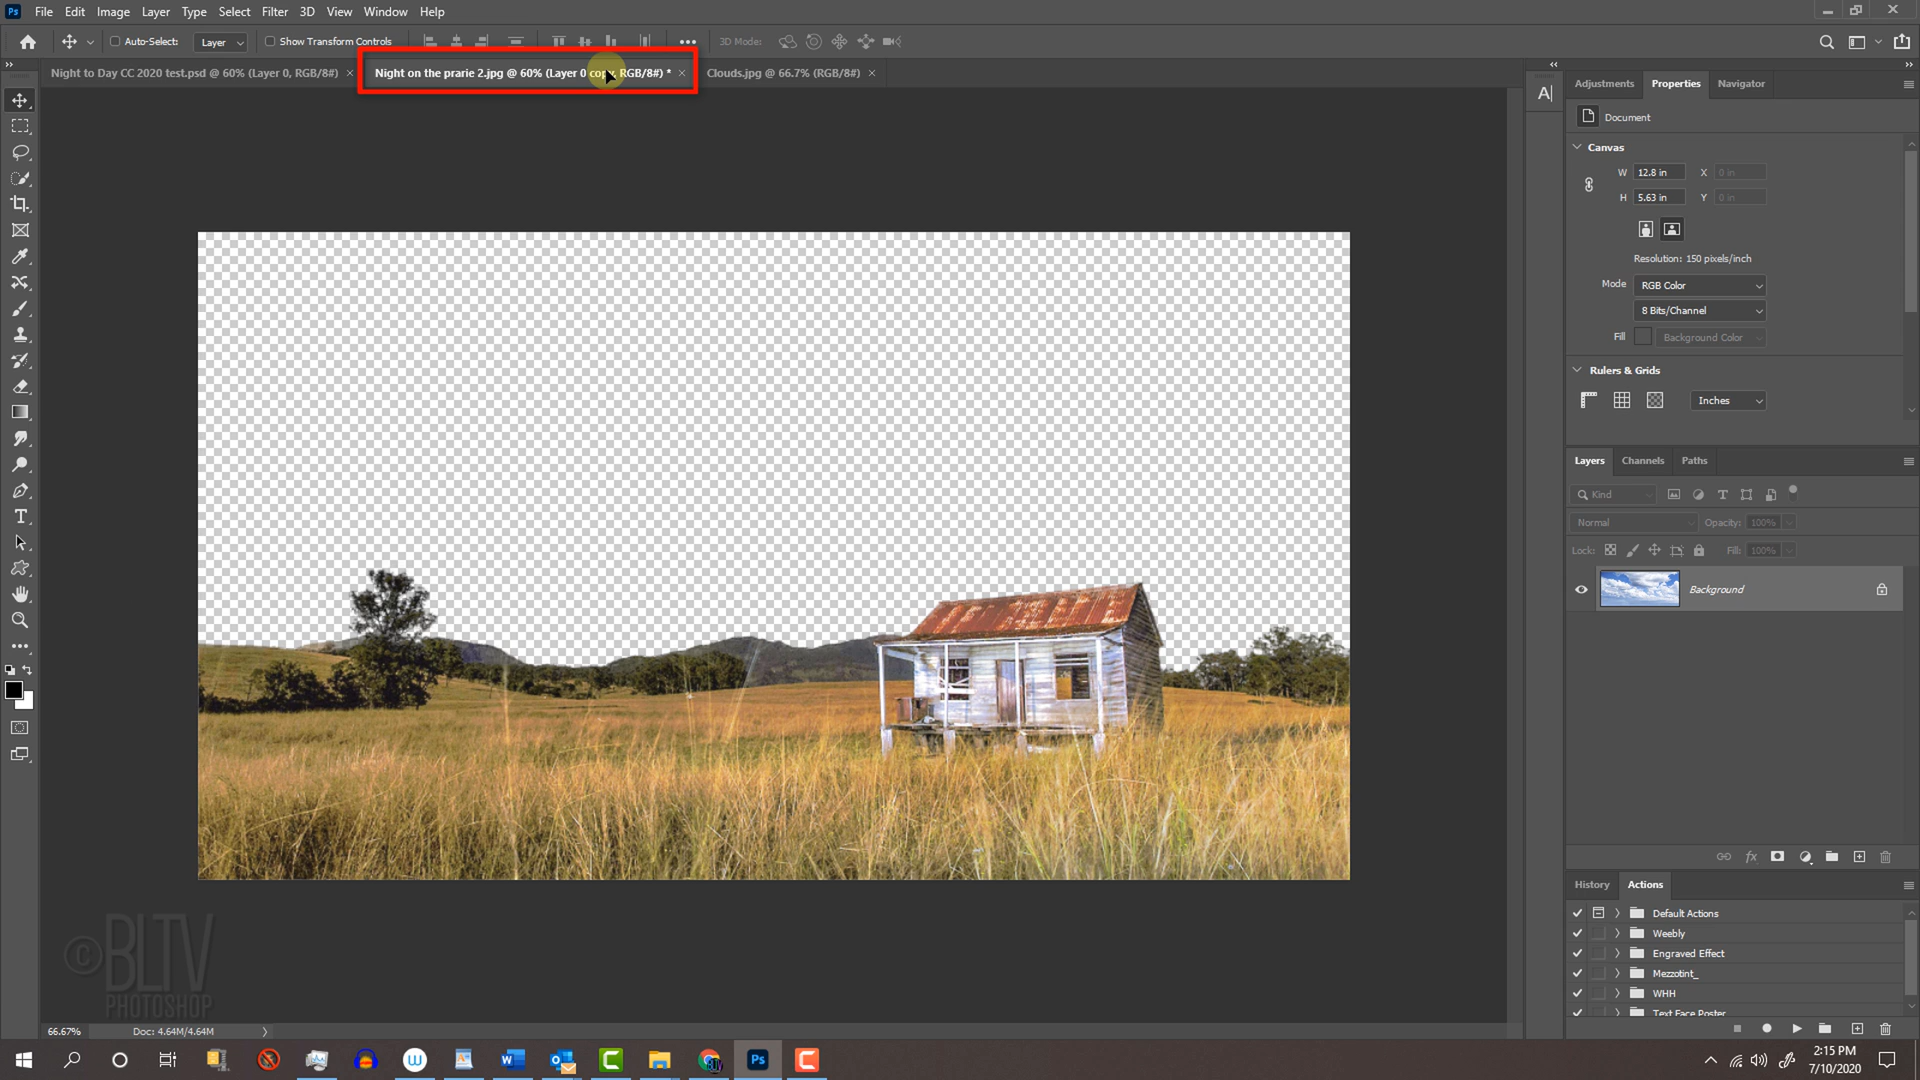 Ps File Edit Image Layer Type Select Filter 3D View Window Help
Auto-Select: Layer Show Transform Controls 3D Mode:
Night to Day CC 2020 test.psd @ 60% (Layer 0, RGB/8#) × Night on the prarie 2.jpg @ 60% (Layer 0 copy, RGB/8#) * × Clouds.jpg @ 66.7% (RGB/8#) ×
Adjustments Properties Navigator
A
Document
Canvas
W 12.8 in X 0 in
H 5.63 in Y 0 in
Resolution: 150 pixels/inch
Mode RGB Color
8 Bits/Channel
Fill Background Color
Rulers & Grids
Inches
Layers Channels Paths
Kind
Normal Opacity: 100%
Lock: Fill: 100%
Background
fx
History Actions
Default Actions
Weebly
Engraved Effect
Mezzotint_
WHH
Text Face Poster
©BLTV
PHOTOSHOP
66.67% Doc: 4.64M/4.64M
2:15 PM
7/10/2020